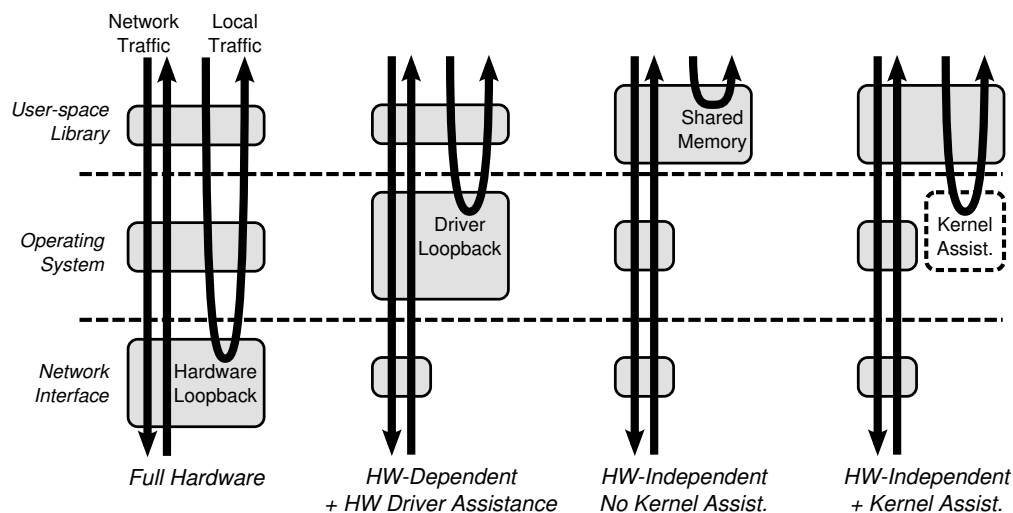 Network
Traffic
Local
Traffic
User-space
Library
Shared
Memory
Operating
System
Driver
Loopback
Kernel
Assist.
Network
Interface
Hardware
Loopback
Full Hardware
HW-Dependent
+ HW Driver Assistance
HW-Independent
No Kernel Assist.
HW-Independent
+ Kernel Assist.